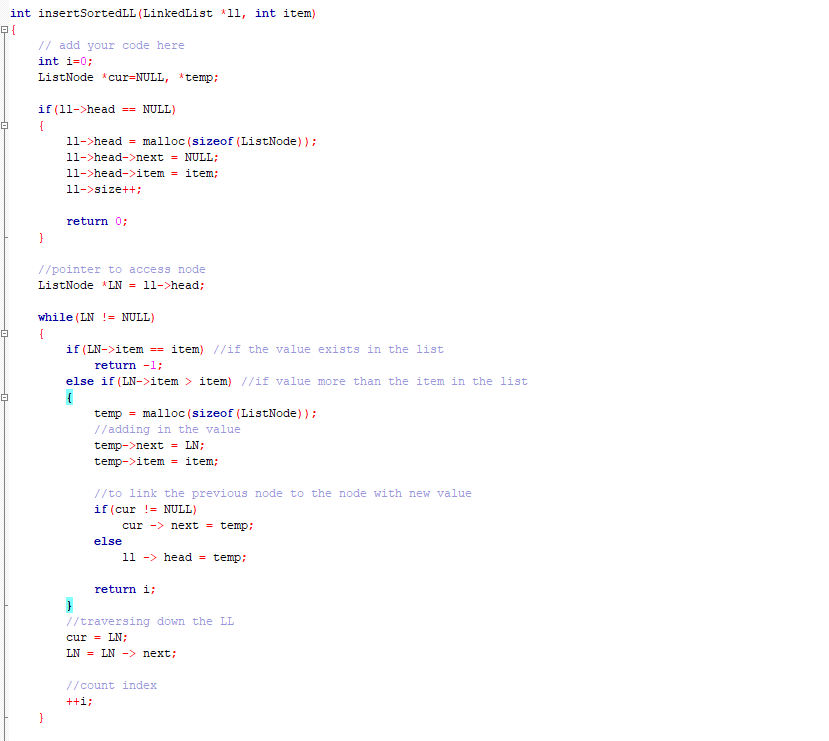 int insertSortedLL(LinkedList *ll, int item)
{
// add your code here
int i=0;
ListNode *cur=NULL, *temp;
if(ll->head == NULL)
{
ll->head = malloc(sizeof(ListNode));
ll->head->next = NULL;
ll->head->item = item;
ll->size++;
return 0;
}
//pointer to access node
ListNode *LN = ll->head;
while(LN != NULL)
{
if(LN->item == item) //if the value exists in the list
return -1;
else if(LN->item > item) //if value more than the item in the list
{
temp = malloc(sizeof(ListNode));
//adding in the value
temp->next = LN;
temp->item = item;
//to link the previous node to the node with new value
if(cur != NULL)
cur -> next = temp;
else
ll -> head = temp;
return i;
}
//traversing down the LL
cur = LN;
LN = LN -> next;
//count index
++i;
}